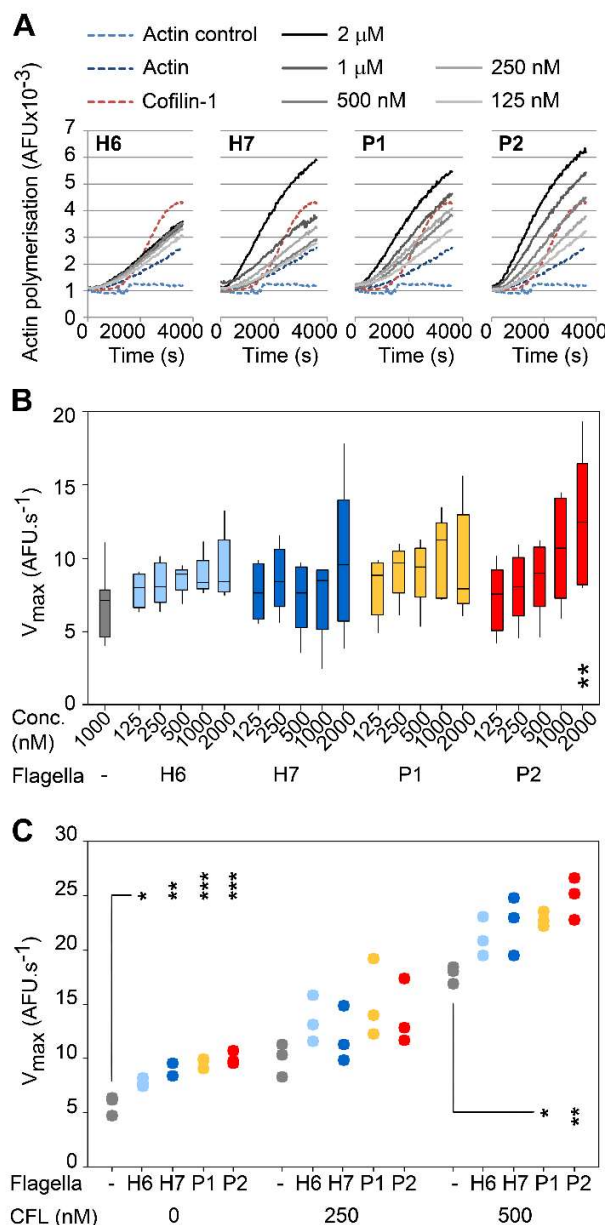 A
Actin control
2 µM
Actin
1 µM
250 nM
Cofilin-1
500 nM
125 nM
Actin polymerisation (AFUx10-3)
H6 H7 P1 P2
7
6
5
4
3
2
1
0
0 2000 4000 0 2000 4000 0 2000 4000 0 2000 4000
Time (s) Time (s) Time (s) Time (s)
B
Vmax (AFU.s-1)
20
15
10
5
0
**
Conc. (nM)
1000 125 250 500 1000 2000 125 250 500 1000 2000 125 250 500 1000 2000 125 250 500 1000 2000
Flagella - H6 H7 P1 P2
C
Vmax (AFU.s-1)
30
25
20
15
10
5
0
* ** *** ***
* **
Flagella - H6 H7 P1 P2 - H6 H7 P1 P2 - H6 H7 P1 P2
CFL (nM) 0 250 500